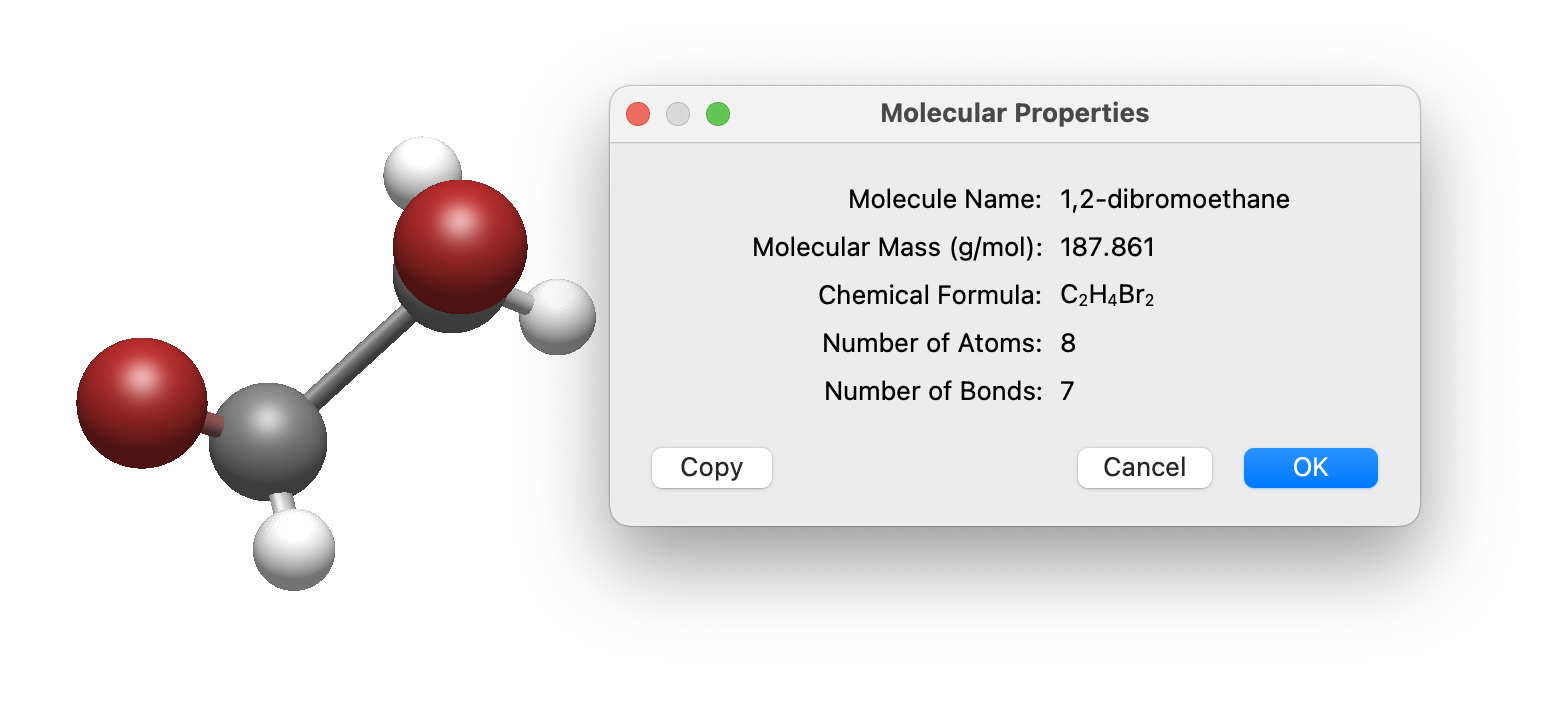 Molecular Properties
Molecule Name: 1,2-dibromoethane
Molecular Mass (g/mol): 187.861
Chemical Formula: C₂H₄Br₂
Number of Atoms: 8
Number of Bonds: 7
Copy Cancel OK